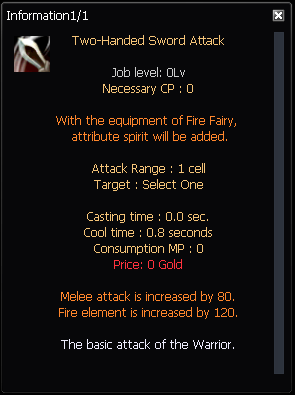 Information1/1
Two-Handed Sword Attack
Job level: 0Lv
Necessary CP : 0
With the equipment of Fire Fairy,
attribute spirit will be added.
Attack Range : 1 cell
Target : Select One
Casting time : 0.0 sec.
Cool time : 0.8 seconds
Consumption MP : 0
Price: 0 Gold
Melee attack is increased by 80.
Fire element is increased by 120.
The basic attack of the Warrior.